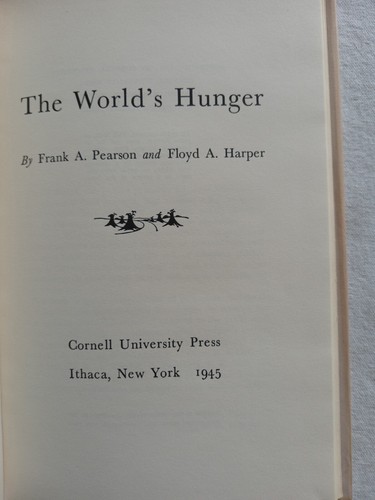 The World's Hunger
By Frank A. Pearson and Floyd A. Harper
Cornell University Press
Ithaca, New York 1945